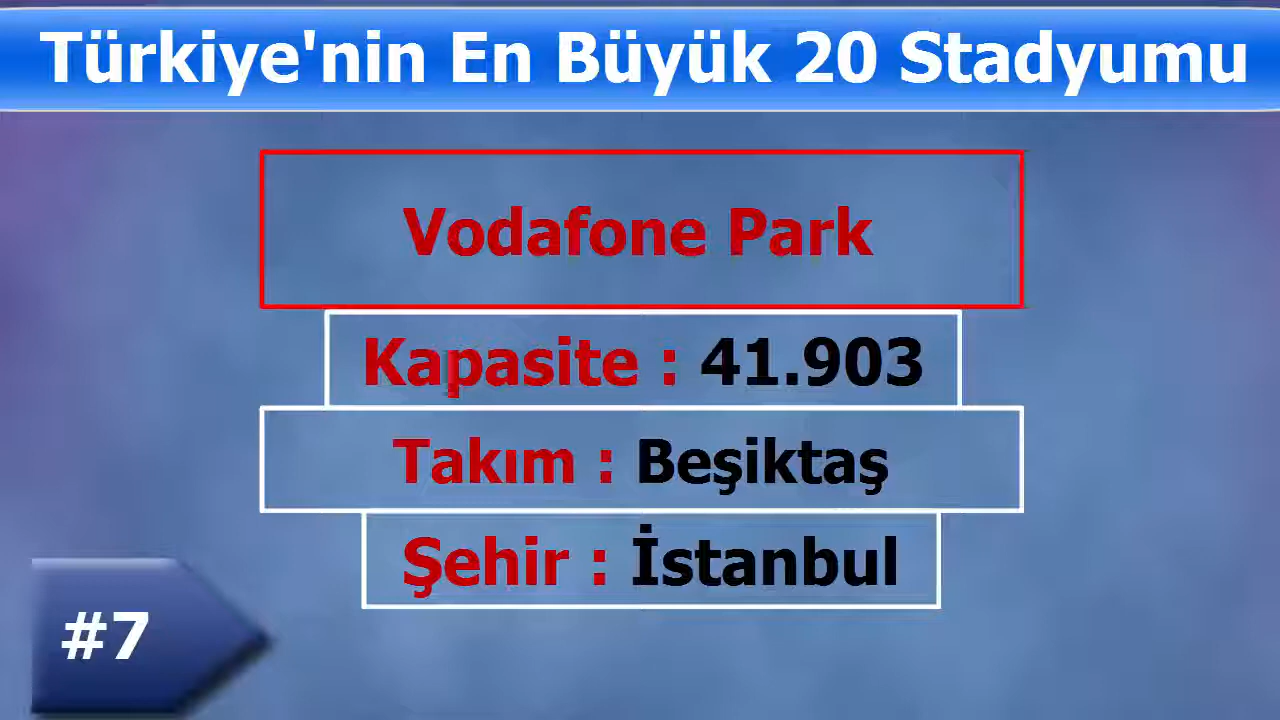 Türkiye'nin En Büyük 20 Stadyumu
Vodafone Park
Kapasite : 41.903
Takım : Beşiktaş
Şehir : İstanbul
#7